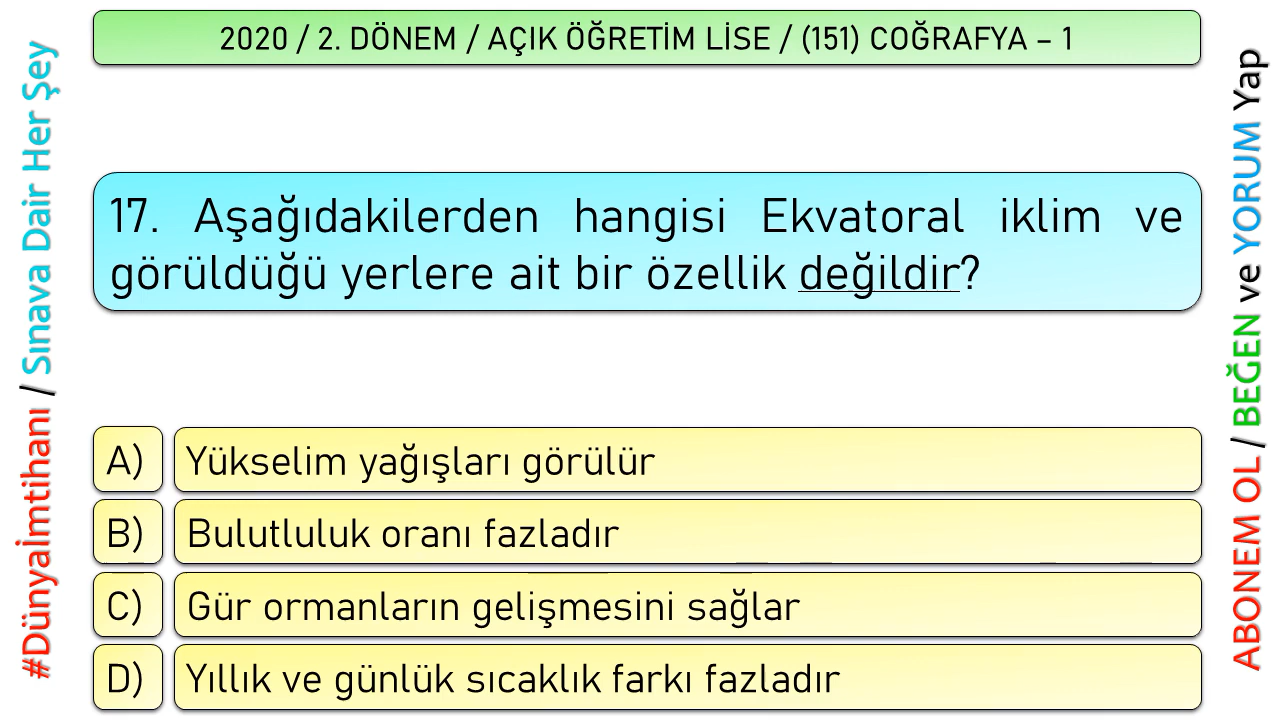 2020 / 2. DÖNEM / AÇIK ÖĞRETİM LİSE / (151) COĞRAFYA – 1
#Dünyaİmtihanı / Sınava Dair Her Şey
17. Aşağıdakilerden hangisi Ekvatoral iklim ve
görüldüğü yerlere ait bir özellik değildir?
A) Yükselim yağışları görülür
B) Bulutluluk oranı fazladır
C) Gür ormanların gelişmesini sağlar
D) Yıllık ve günlük sıcaklık farkı fazladır
ABONEM OL / BEĞEN ve YORUM Yap